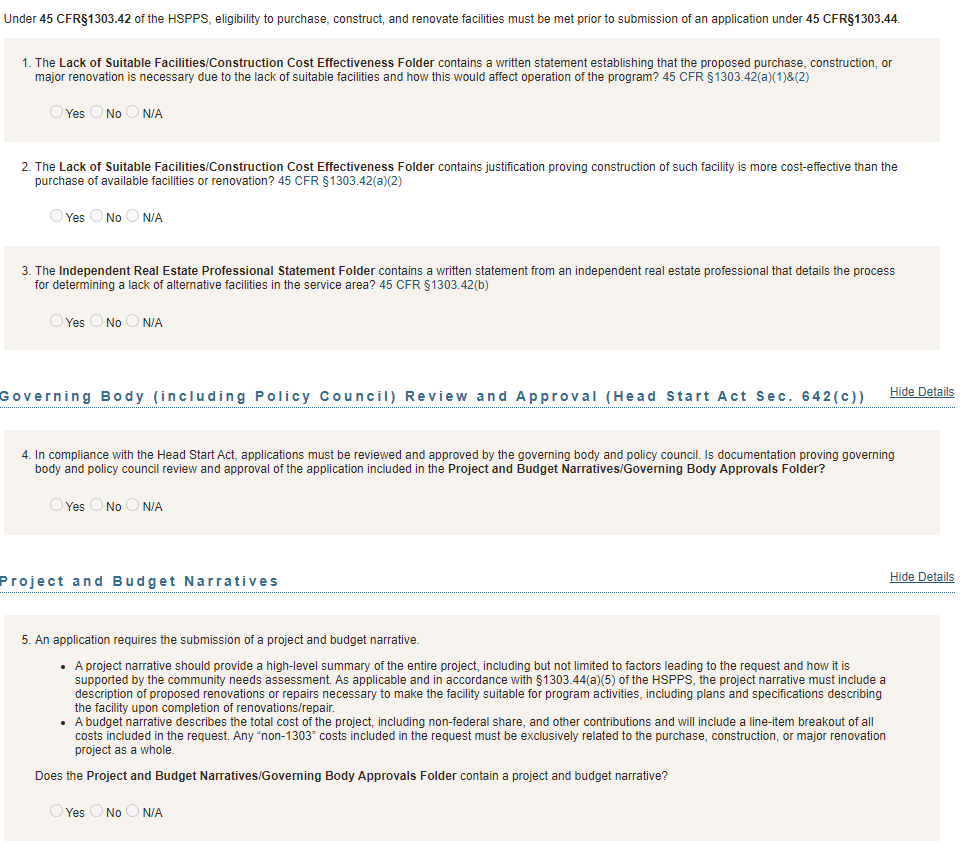 Under 45 CFR§1303.42 of the HSPPS, eligibility to purchase, construct, and renovate facilities must be met prior to submission of an application under 45 CFR§1303.44.
1. The Lack of Suitable Facilities/Construction Cost Effectiveness Folder contains a written statement establishing that the proposed purchase, construction, or
major renovation is necessary due to the lack of suitable facilities and how this would affect operation of the program? 45 CFR §1303.42(a)(1)&(2)
Yes No N/A
2. The Lack of Suitable Facilities/Construction Cost Effectiveness Folder contains justification proving construction of such facility is more cost-effective than the
purchase of available facilities or renovation? 45 CFR §1303.42(a)(2)
Yes No N/A
3. The Independent Real Estate Professional Statement Folder contains a written statement from an independent real estate professional that details the process
for determining a lack of alternative facilities in the service area? 45 CFR §1303.42(b)
Yes No N/A
Governing Body (including Policy Council) Review and Approval (Head Start Act Sec. 642(c)) Hide Details
4. In compliance with the Head Start Act, applications must be reviewed and approved by the governing body and policy council. Is documentation proving governing
body and policy council review and approval of the application included in the Project and Budget Narratives/Governing Body Approvals Folder?
Yes No N/A
Project and Budget Narratives Hide Details
5. An application requires the submission of a project and budget narrative.
• A project narrative should provide a high-level summary of the entire project, including but not limited to factors leading to the request and how it is
supported by the community needs assessment. As applicable and in accordance with §1303.44(a)(5) of the HSPPS, the project narrative must include a
description of proposed renovations or repairs necessary to make the facility suitable for program activities, including plans and specifications describing
the facility upon completion of renovations/repair.
• A budget narrative describes the total cost of the project, including non-federal share, and other contributions and will include a line-item breakout of all
costs included in the request. Any “non-1303” costs included in the request must be exclusively related to the purchase, construction, or major renovation
project as a whole.
Does the Project and Budget Narratives/Governing Body Approvals Folder contain a project and budget narrative?
Yes No N/A